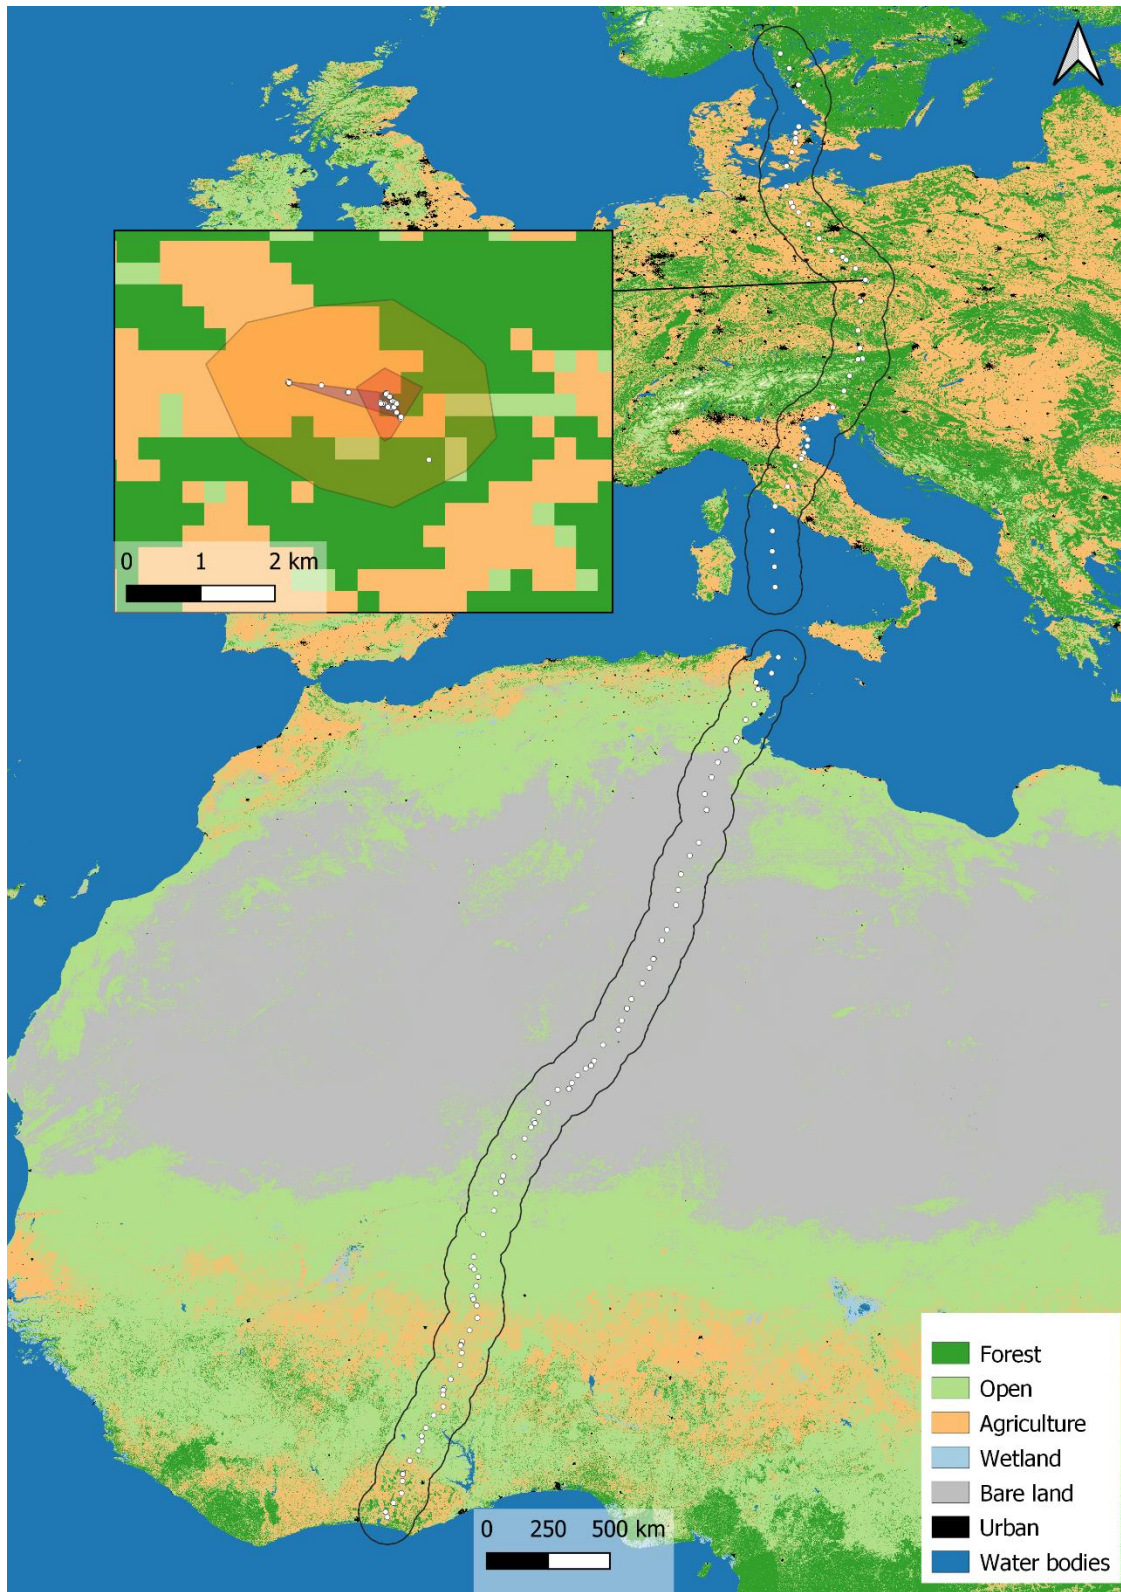 0 1 2 km
Forest
Open
Agriculture
Wetland
Bare land
Urban
Water bodies
0 250 500 km